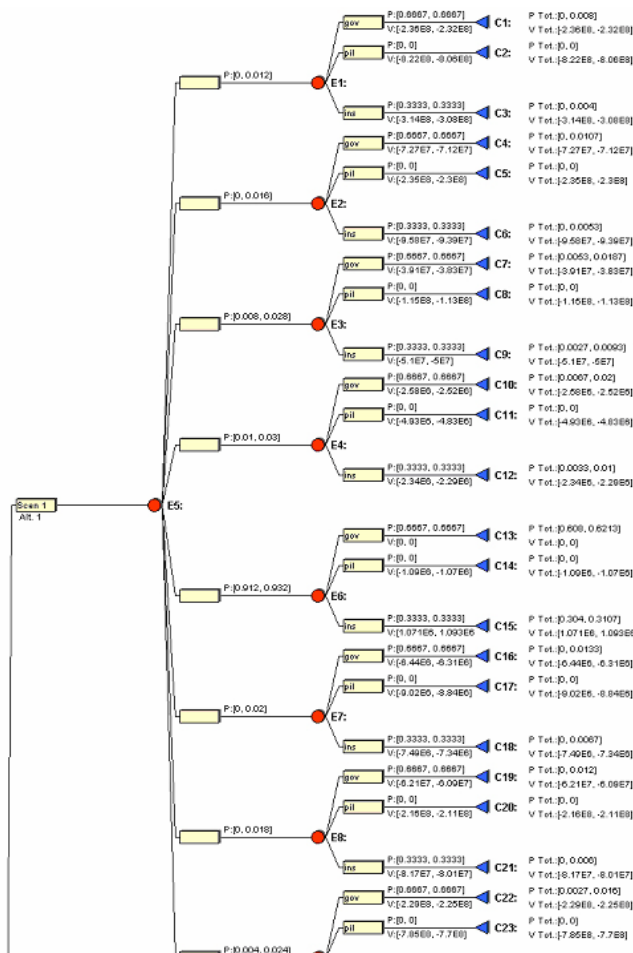 P:[0.6667, 0.6667] P Tot.:[0, 0.008]
gov C1:
V:[-2.36E8, -2.32E8] V Tot.:[-2.36E8, -2.32E8]
P:[0, 0] P Tot.:[0, 0]
pil C2:
V:[-8.22E8, -8.06E8] V Tot.:[-8.22E8, -8.06E8]
P:[0, 0.012] E1:
P:[0.3333, 0.3333] P Tot.:[0, 0.004]
ins C3:
V:[-3.14E8, -3.08E8] V Tot.:[-3.14E8, -3.08E8]
P:[0.6667, 0.6667] P Tot.:[0, 0.0107]
gov C4:
V:[-7.27E7, -7.12E7] V Tot.:[-7.27E7, -7.12E7]
P:[0, 0] P Tot.:[0, 0]
pil C5:
V:[-2.35E8, -2.3E8] V Tot.:[-2.35E8, -2.3E8]
P:[0, 0.016] E2:
P:[0.3333, 0.3333] P Tot.:[0, 0.0053]
ins C6:
V:[-9.58E7, -9.39E7] V Tot.:[-9.58E7, -9.39E7]
P:[0.6667, 0.6667] P Tot.:[0.0053, 0.0187]
gov C7:
V:[-3.91E7, -3.83E7] V Tot.:[-3.91E7, -3.83E7]
P:[0, 0] P Tot.:[0, 0]
pil C8:
V:[-1.15E8, -1.13E8] V Tot.:[-1.15E8, -1.13E8]
P:[0.008, 0.028] E3:
P:[0.3333, 0.3333] P Tot.:[0.0027, 0.0093]
ins C9:
V:[-5.1E7, -5E7] V Tot.:[-5.1E7, -5E7]
P:[0.6667, 0.6667] P Tot.:[0.0067, 0.02]
gov C10:
V:[-2.58E6, -2.52E6] V Tot.:[-2.58E6, -2.52E6]
P:[0, 0] P Tot.:[0, 0]
pil C11:
V:[-4.93E6, -4.83E6] V Tot.:[-4.93E6, -4.83E6]
P:[0.01, 0.03] E4:
P:[0.3333, 0.3333] P Tot.:[0.0033, 0.01]
ins C12:
V:[-2.34E6, -2.29E6] V Tot.:[-2.34E6, -2.29E6]
Scen 1 E5:
Alt. 1
P:[0.6667, 0.6667] P Tot.:[0.608, 0.6213]
gov C13:
V:[0, 0] V Tot.:[0, 0]
P:[0, 0] P Tot.:[0, 0]
pil C14:
V:[-1.09E6, -1.07E6] V Tot.:[-1.09E6, -1.07E6]
P:[0.912, 0.932] E6:
P:[0.3333, 0.3333] P Tot.:[0.304, 0.3107]
ins C15:
V:[1.071E6, 1.093E6 V Tot.:[1.071E6, 1.093E6
P:[0.6667, 0.6667] P Tot.:[0, 0.0133]
gov C16:
V:[-6.44E6, -6.31E6] V Tot.:[-6.44E6, -6.31E6]
P:[0, 0] P Tot.:[0, 0]
pil C17:
V:[-9.02E6, -8.84E6] V Tot.:[-9.02E6, -8.84E6]
P:[0, 0.02] E7:
P:[0.3333, 0.3333] P Tot.:[0, 0.0067]
ins C18:
V:[-7.49E6, -7.34E6] V Tot.:[-7.49E6, -7.34E6]
P:[0.6667, 0.6667] P Tot.:[0, 0.012]
gov C19:
V:[-6.21E7, -6.09E7] V Tot.:[-6.21E7, -6.09E7]
P:[0, 0] P Tot.:[0, 0]
pil C20:
V:[-2.16E8, -2.11E8] V Tot.:[-2.16E8, -2.11E8]
P:[0, 0.018] E8:
P:[0.3333, 0.3333] P Tot.:[0, 0.006]
ins C21:
V:[-8.17E7, -8.01E7] V Tot.:[-8.17E7, -8.01E7]
P:[0.6667, 0.6667] P Tot.:[0.0027, 0.016]
gov C22:
V:[-2.29E8, -2.25E8] V Tot.:[-2.29E8, -2.25E8]
P:[0, 0] P Tot.:[0, 0]
pil C23:
V:[-7.85E8, -7.7E8] V Tot.:[-7.85E8, -7.7E8]
P:[0.004, 0.024]